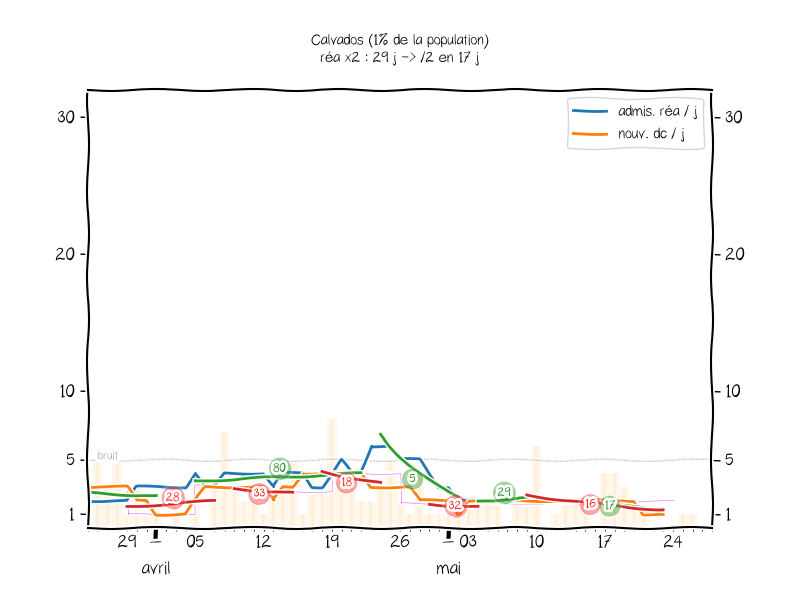 Calvados (1% de la population)
réa x2 : 29 j -> /2 en 17 j
admis. réa / j
nouv. dc / j
30 30
20 20
10 10
5 bruit 5
1 1
80
28 33 18 5 32 29 16 17
29 05 12 19 26 03 10 17 24
avril mai